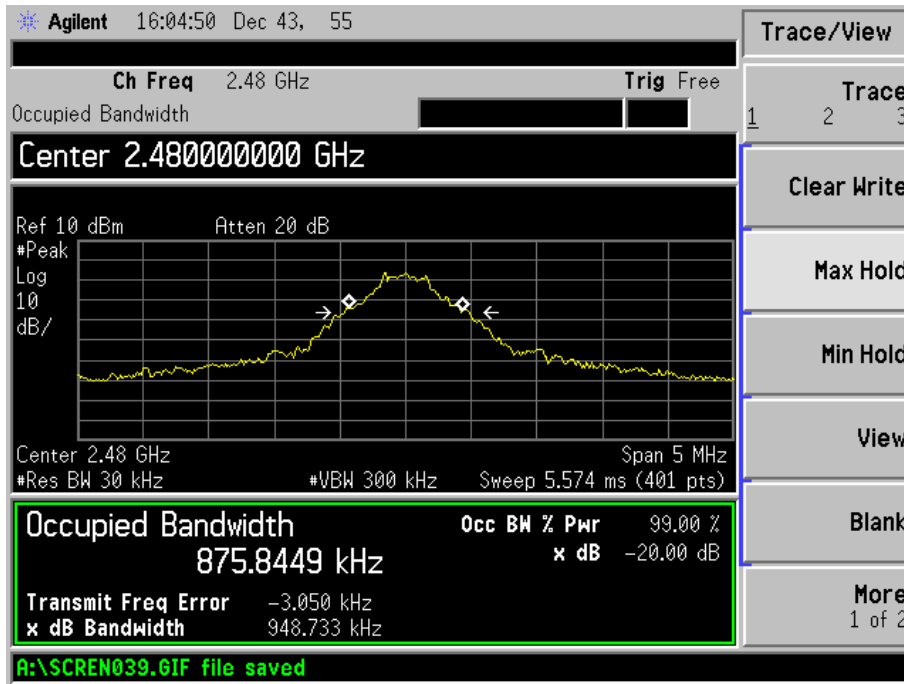 Agilent 16:04:50 Dec 43, 55
Trace/View
Ch Freq 2.48 GHz Trig Free
Occupied Bandwidth
Center 2.480000000 GHz
Ref 10 dBm Atten 20 dB
#Peak
Log
10
dB/
Center 2.48 GHz Span 5 MHz
#Res BW 30 kHz #VBW 300 kHz Sweep 5.574 ms (401 pts)
Occupied Bandwidth
875.8449 kHz
Occ BW % Pwr 99.00 %
x dB -20.00 dB
Transmit Freq Error -3.050 kHz
x dB Bandwidth 948.733 kHz
A:\SCREN039.GIF file saved
Trace
1 2 3
Clear Write
Max Hold
Min Hold
View
Blank
More
1 of 2